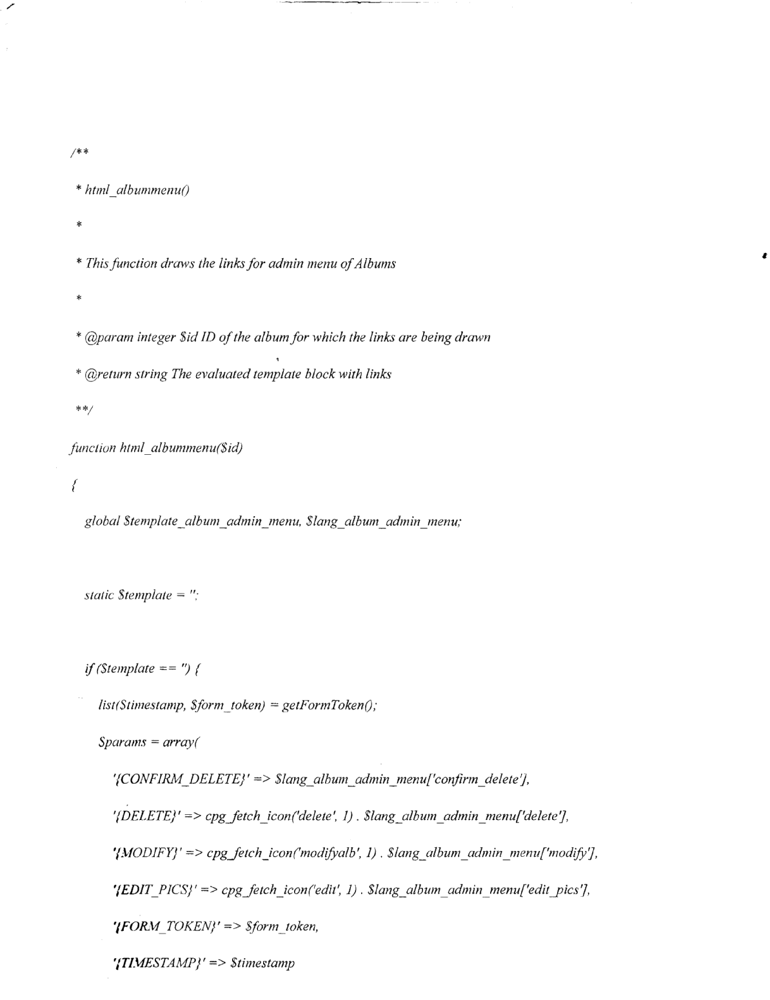 /**
* html_albummenu()
*
* This function draws the links for admin menu of Albums
*
* @param integer $id ID of the album for which the links are being drawn
* @return string The evaluated template block with links
**/
function html_albummenu($id)
{
global $template_album_admin_menu, $lang_album_admin_menu;
static $template = '';
if ($template == '') {
list($timestamp, $form_token) = getFormToken();
$params = array(
'{CONFIRM_DELETE}' => $lang_album_admin_menu['confirm_delete'],
'{DELETE}' => cpg_fetch_icon('delete', 1) . $lang_album_admin_menu['delete'],
'{MODIFY}' => cpg_fetch_icon('modifyalb', 1) . $lang_album_admin_menu['modify'],
'{EDIT_PICS}' => cpg_fetch_icon('edit', 1) . $lang_album_admin_menu['edit_pics'],
'{FORM_TOKEN}' => $form_token,
'{TIMESTAMP}' => $timestamp